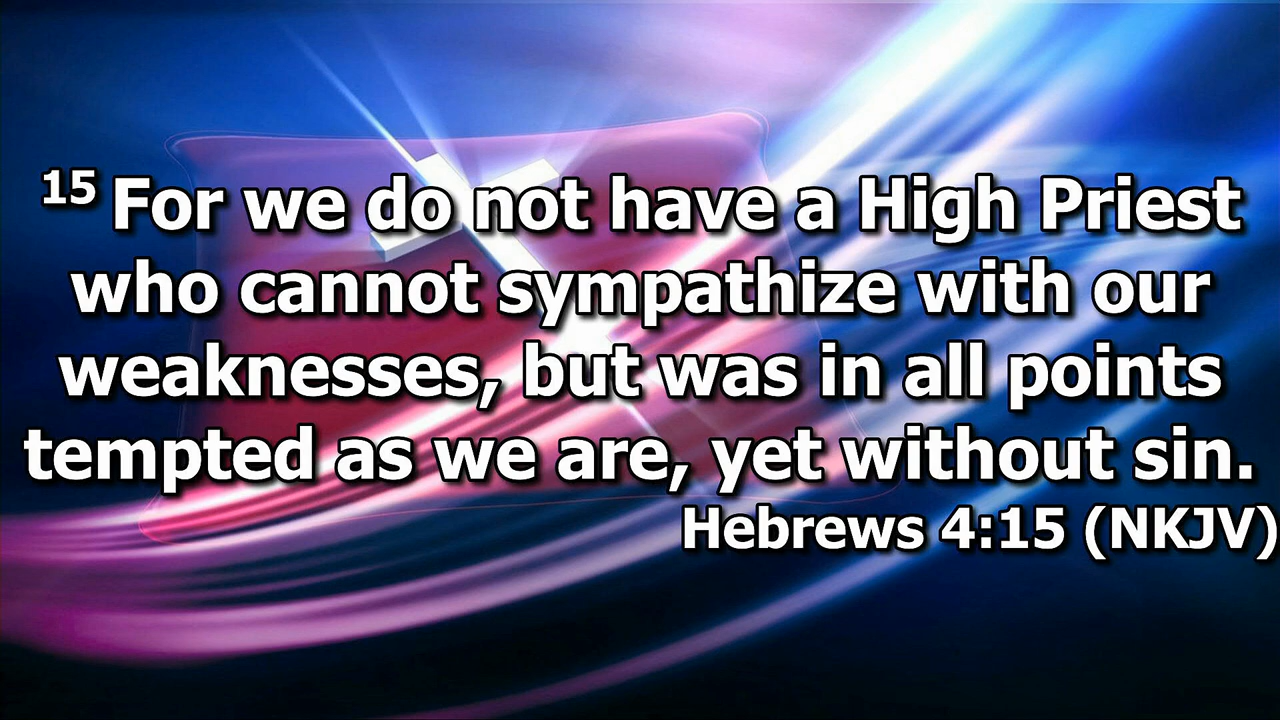 15 For we do not have a High Priest
who cannot sympathize with our
weaknesses, but was in all points
tempted as we are, yet without sin.
Hebrews 4:15 (NKJV)